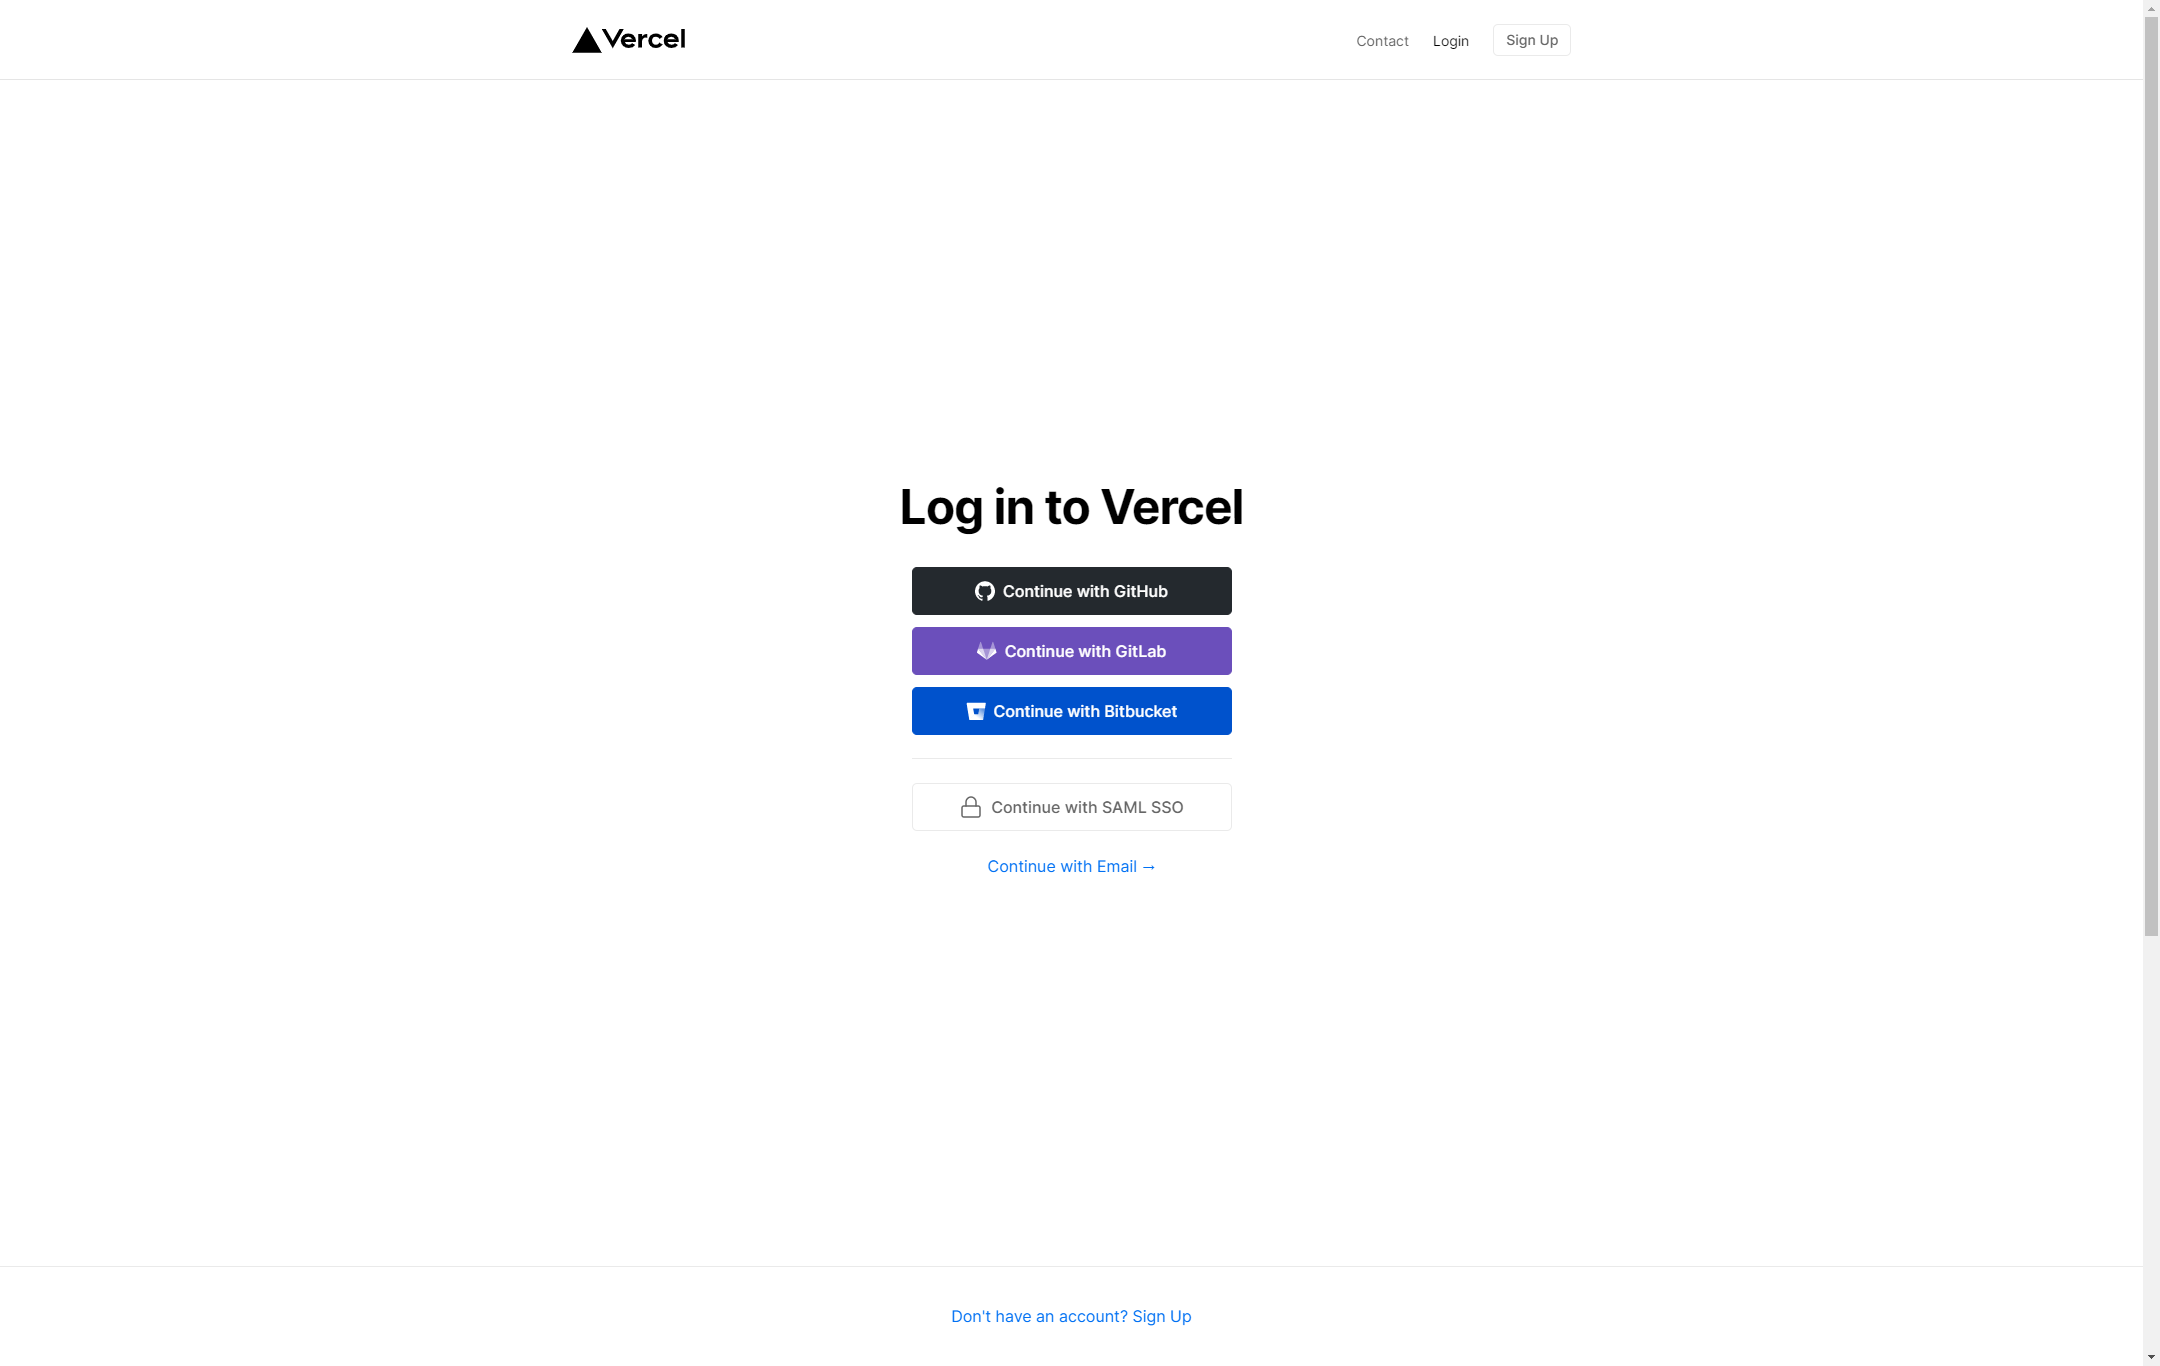 Vercel
Contact
Login
Sign Up
Log in to Vercel
Continue with GitHub
Continue with GitLab
Continue with Bitbucket
Continue with SAML SSO
Continue with Email →
Don't have an account? Sign Up